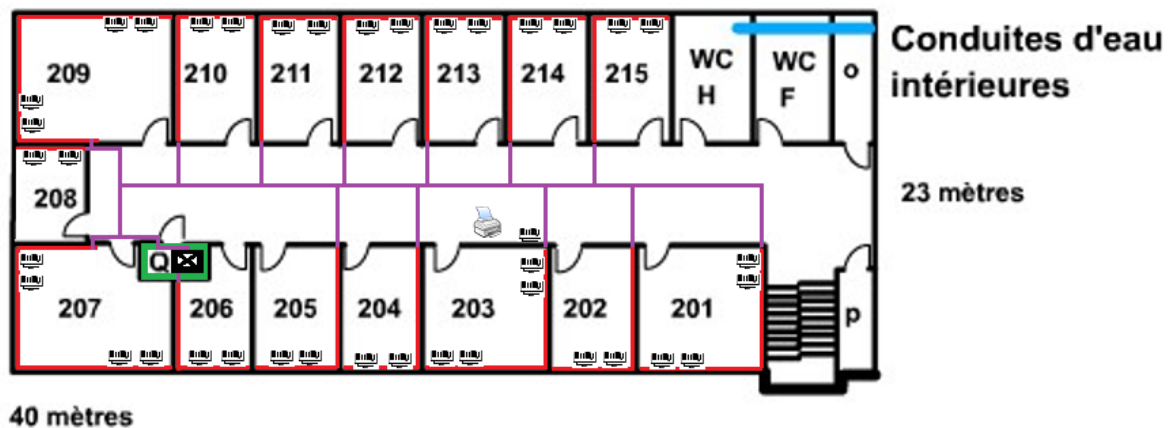 209
210
211
212
213
214
215
WC
H
WC
F
o
Conduites d'eau
intérieures
208
23 mètres
Q
207
206
205
204
203
202
201
p
40 mètres